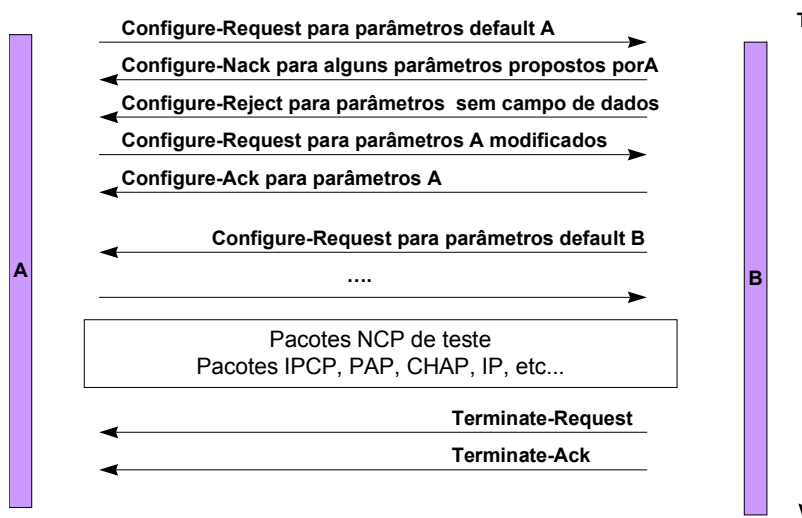 Configure-Request para parâmetros default A
Configure-Nack para alguns parâmetros propostos porA
Configure-Reject para parâmetros sem campo de dados
Configure-Request para parâmetros A modificados
Configure-Ack para parâmetros A
Configure-Request para parâmetros default B
A
....
B
Pacotes NCP de teste
Pacotes IPCP, PAP, CHAP, IP, etc...
Terminate-Request
Terminate-Ack